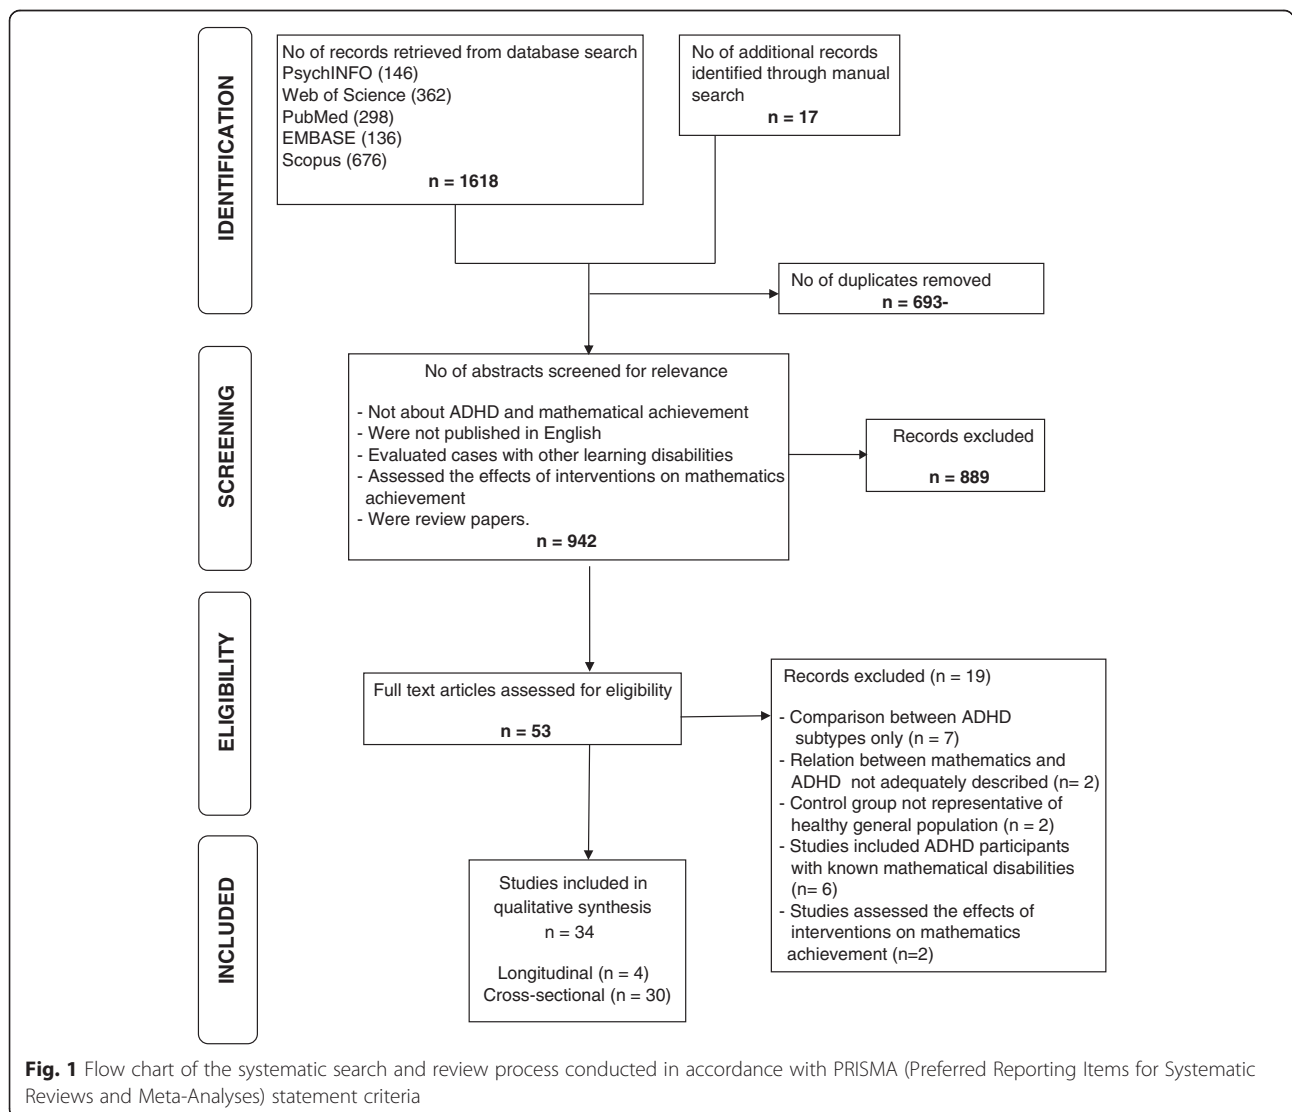 IDENTIFICATION
No of records retrieved from database search
PsychINFO (146)
Web of Science (362)
PubMed (298)
EMBASE (136)
Scopus (676)
n = 1618
No of additional records
identified through manual
search
n = 17
No of duplicates removed
n = 693-
SCREENING
No of abstracts screened for relevance
- Not about ADHD and mathematical achievement
- Were not published in English
- Evaluated cases with other learning disabilities
- Assessed the effects of interventions on mathematics
achievement
- Were review papers.
n = 942
Records excluded
n = 889
ELIGIBILITY
Full text articles assessed for eligibility
n = 53
Records excluded (n = 19)
- Comparison between ADHD
subtypes only (n = 7)
- Relation between mathematics and
ADHD not adequately described (n= 2)
- Control group not representative of
healthy general population (n = 2)
- Studies included ADHD participants
with known mathematical disabilities
(n= 6)
- Studies assessed the effects of
interventions on mathematics
achievement (n=2)
INCLUDED
Studies included in
qualitative synthesis
n = 34
Longitudinal (n = 4)
Cross-sectional (n = 30)
Fig. 1 Flow chart of the systematic search and review process conducted in accordance with PRISMA (Preferred Reporting Items for Systematic
Reviews and Meta-Analyses) statement criteria